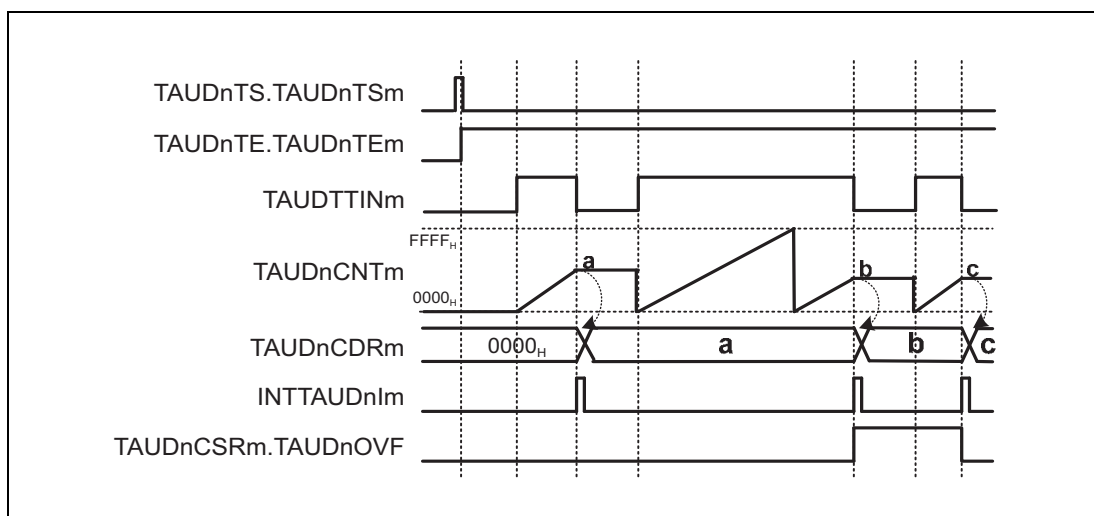 TAUDnTS.TAUDnTSm
TAUDnTE.TAUDnTEm
TAUDTTINm
FFFFH
TAUDnCNTm
0000H
a
b
c
TAUDnCDRm
0000H
a
b
c
INTTAUDnIm
TAUDnCSRm.TAUDnOVF